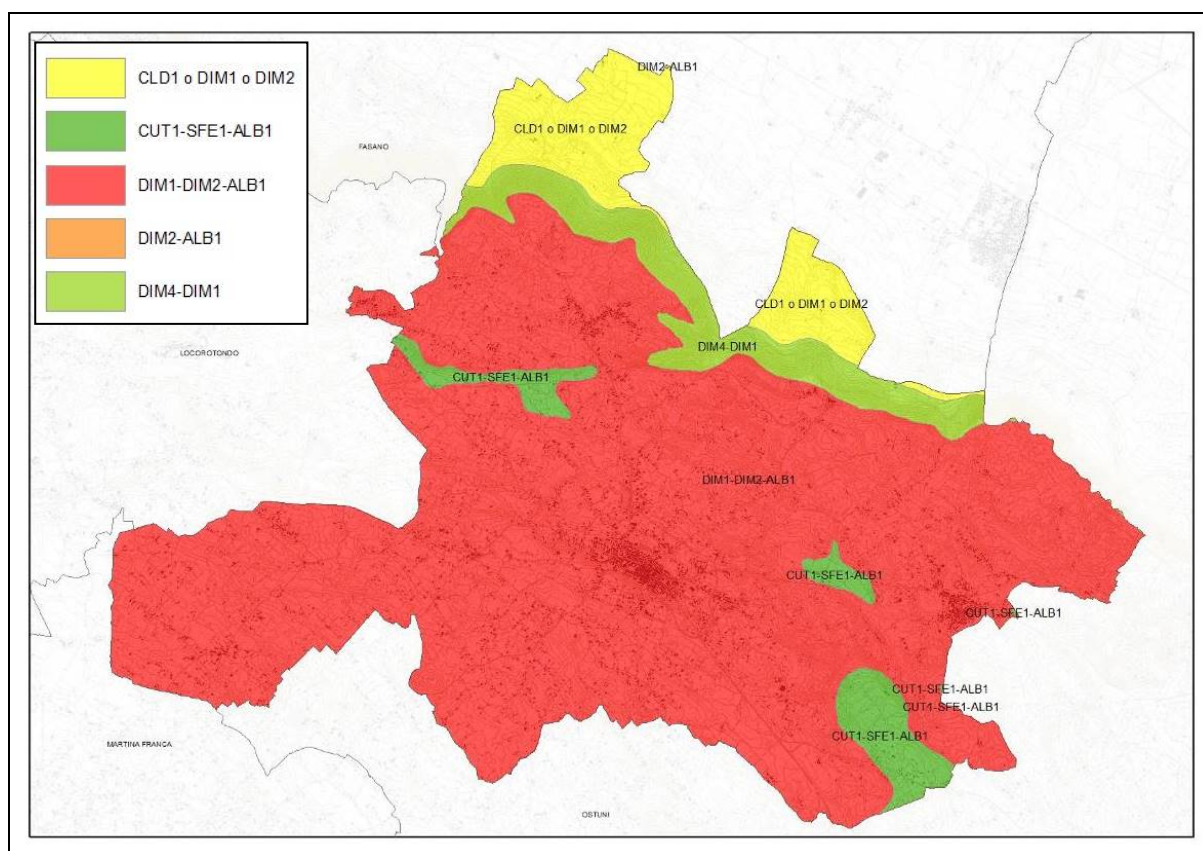 CLD1 o DIM1 o DIM2
CUT1-SFE1-ALB1
DIM1-DIM2-ALB1
DIM2-ALB1
DIM4-DIM1
DIM2-ALB1
CLD1 o DIM1 o DIM2
FASANO
CLD1 o DIM1 o DIM2
DIM4-DIM1
LOCOROTONDO
CUT1-SFE1-ALB1
DIM1-DIM2-ALB1
CUT1-SFE1-ALB1
CUT1-SFE1-ALB1
CUT1-SFE1-ALB1
CUT1-SFE1-ALB1
CUT1-SFE1-ALB1
MARTINA FRANCA
OSTUNI